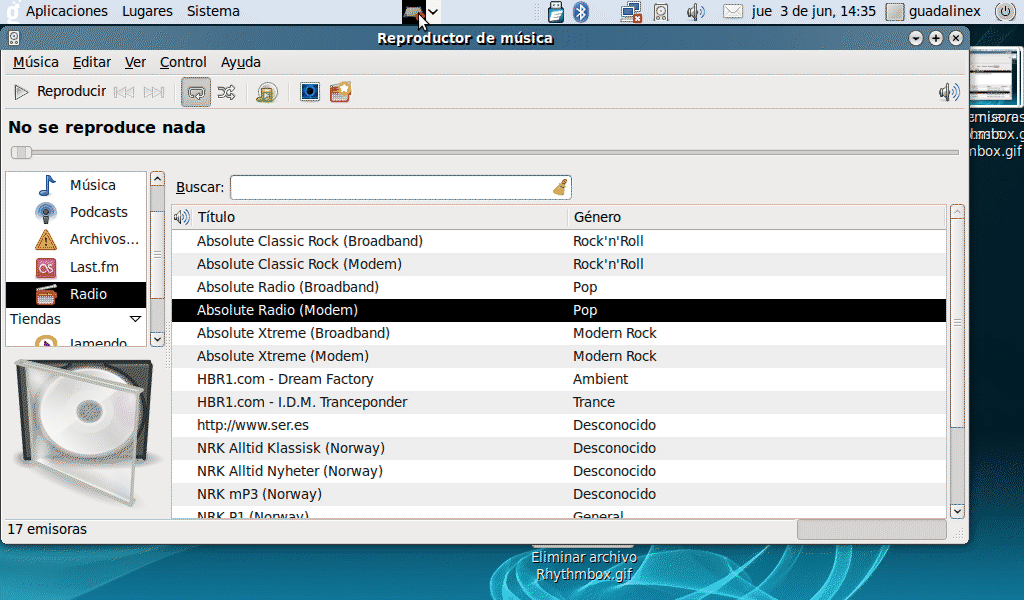 Aplicaciones Lugares Sistema jue 3 de jun, 14:35 guadalinex
Reproductor de música
Música Editar Ver Control Ayuda
Reproducir
No se reproduce nada
Música
Podcasts
Archivos...
Last.fm
Radio
Tiendas
Jamendo
Buscar:
Título Género
Absolute Classic Rock (Broadband) Rock'n'Roll
Absolute Classic Rock (Modem) Rock'n'Roll
Absolute Radio (Broadband) Pop
Absolute Radio (Modem) Pop
Absolute Xtreme (Broadband) Modern Rock
Absolute Xtreme (Modem) Modern Rock
HBR1.com - Dream Factory Ambient
HBR1.com - I.D.M. Tranceponder Trance
http://www.ser.es Desconocido
NRK Alltid Klassisk (Norway) Desconocido
NRK Alltid Nyheter (Norway) Desconocido
NRK mP3 (Norway) Desconocido
NRK P1 (Norway) General
17 emisoras
Eliminar archivo
Rhythmbox.gif